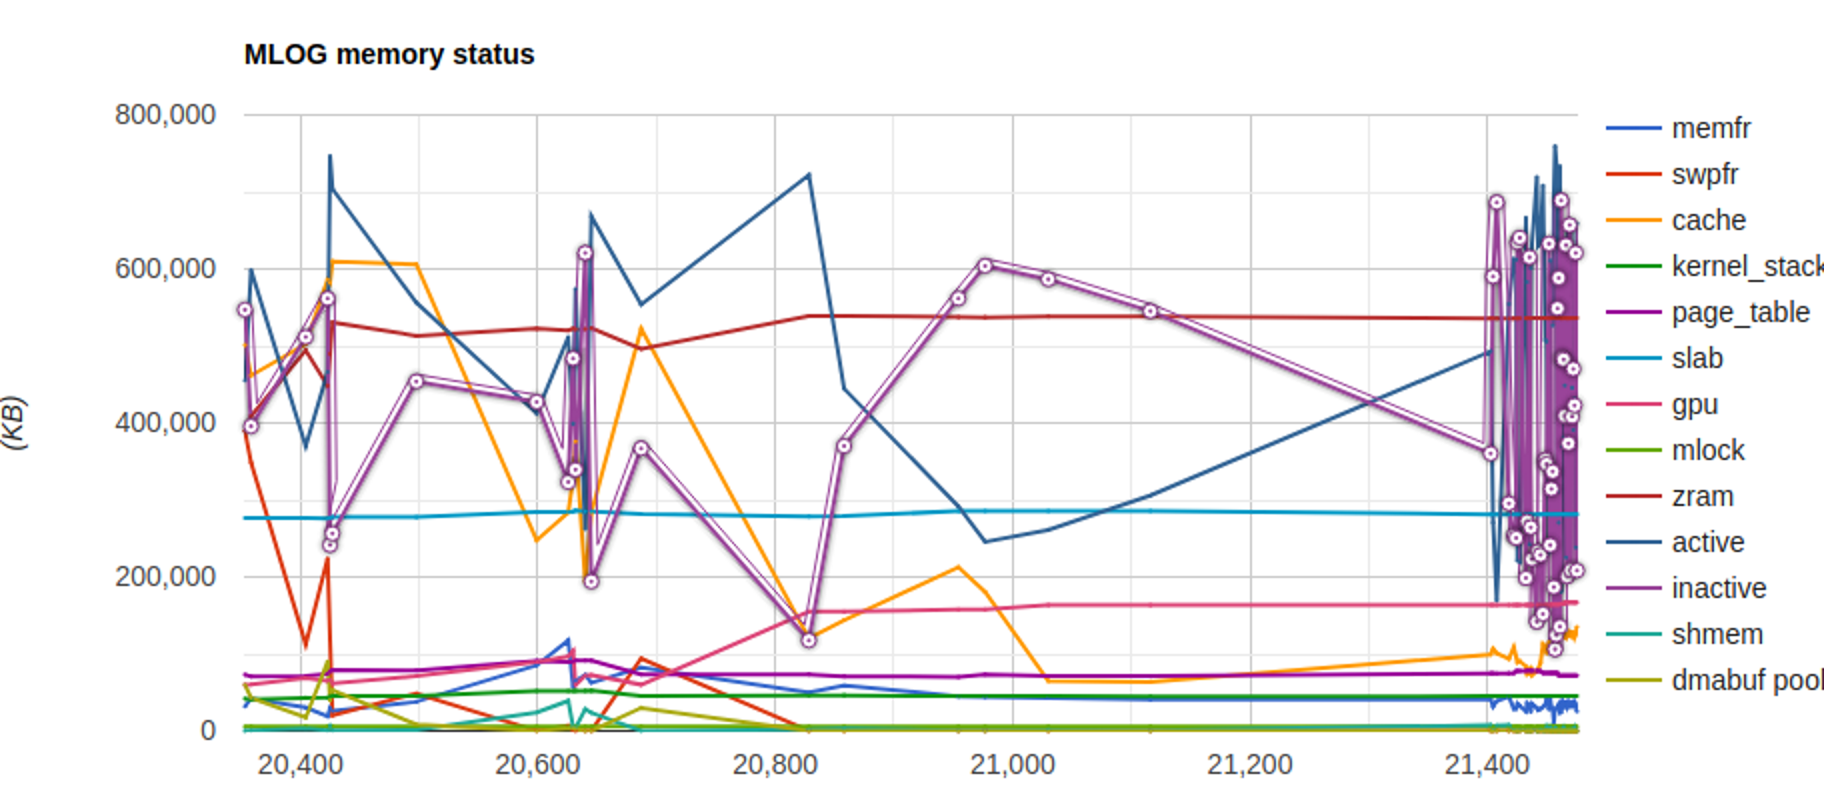 MLOG memory status
800,000
600,000
400,000
200,000
0
(KB)
20,400
20,600
20,800
21,000
21,200
21,400
memfr
swpfr
cache
kernel_stack
page_table
slab
gpu
mlock
zram
active
inactive
shmem
dmabuf pool